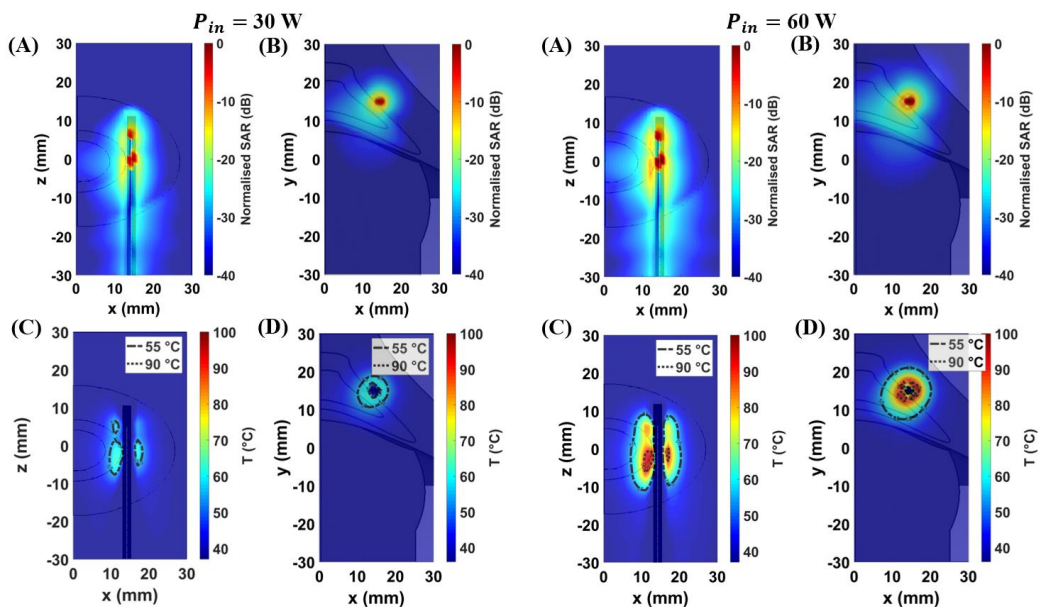 P_in = 30 W
P_in = 60 W
(A)
30
20
10
0
-10
-20
-30
z (mm)
0 10 20 30
x (mm)
0
-10
-20
-30
-40
Normalised SAR (dB)
(B)
30
20
10
0
-10
-20
-30
y (mm)
0 10 20 30
x (mm)
0
-10
-20
-30
-40
Normalised SAR (dB)
(A)
30
20
10
0
-10
-20
-30
z (mm)
0 10 20 30
x (mm)
0
-10
-20
-30
-40
Normalised SAR (dB)
(B)
30
20
10
0
-10
-20
-30
y (mm)
0 10 20 30
x (mm)
0
-10
-20
-30
-40
Normalised SAR (dB)
(C)
55 °C
90 °C
30
20
10
0
-10
-20
-30
z (mm)
0 10 20 30
x (mm)
100
90
80
70
60
50
40
T (°C)
(D)
55 °C
90 °C
30
20
10
0
-10
-20
-30
y (mm)
0 10 20 30
x (mm)
100
90
80
70
60
50
40
T (°C)
(C)
55 °C
90 °C
30
20
10
0
-10
-20
-30
z (mm)
0 10 20 30
x (mm)
100
90
80
70
60
50
40
T (°C)
(D)
55 °C
90 °C
30
20
10
0
-10
-20
-30
y (mm)
0 10 20 30
x (mm)
100
90
80
70
60
50
40
T (°C)